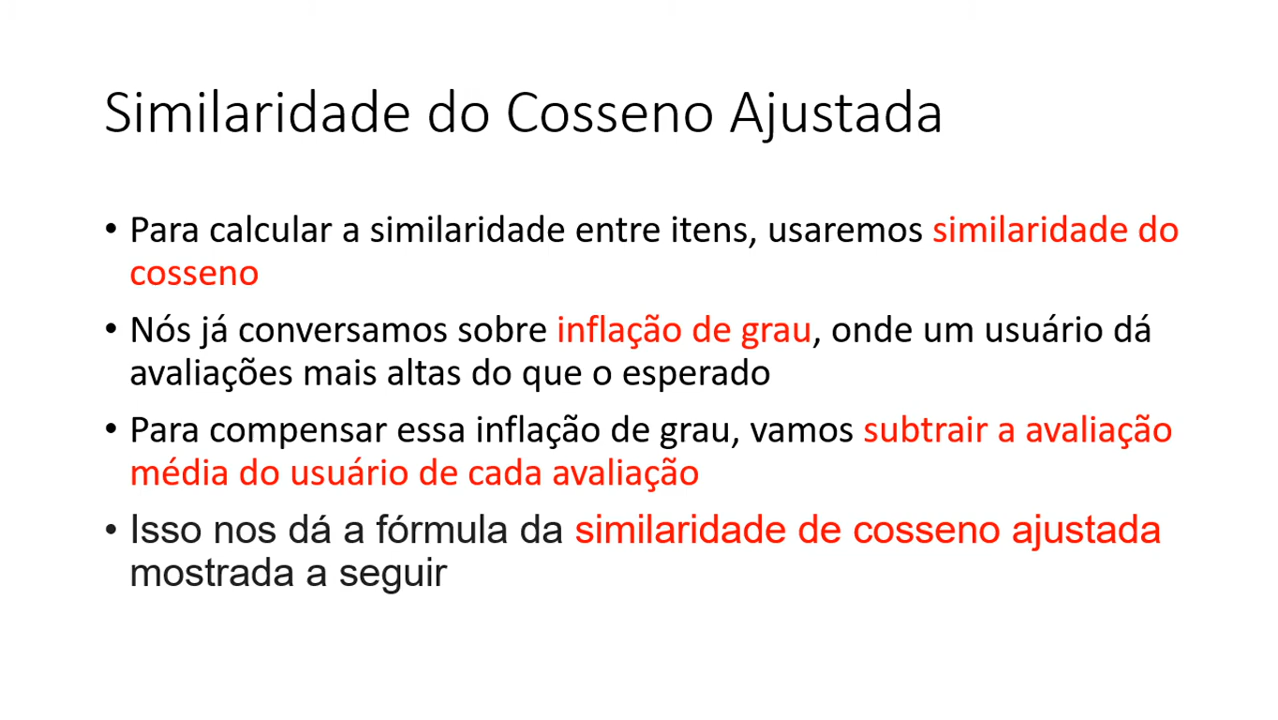 Similaridade do Cosseno Ajustada
• Para calcular a similaridade entre itens, usaremos similaridade do
cosseno
• Nós já conversamos sobre inflação de grau, onde um usuário dá
avaliações mais altas do que o esperado
• Para compensar essa inflação de grau, vamos subtrair a avaliação
média do usuário de cada avaliação
• Isso nos dá a fórmula da similaridade de cosseno ajustada
mostrada a seguir